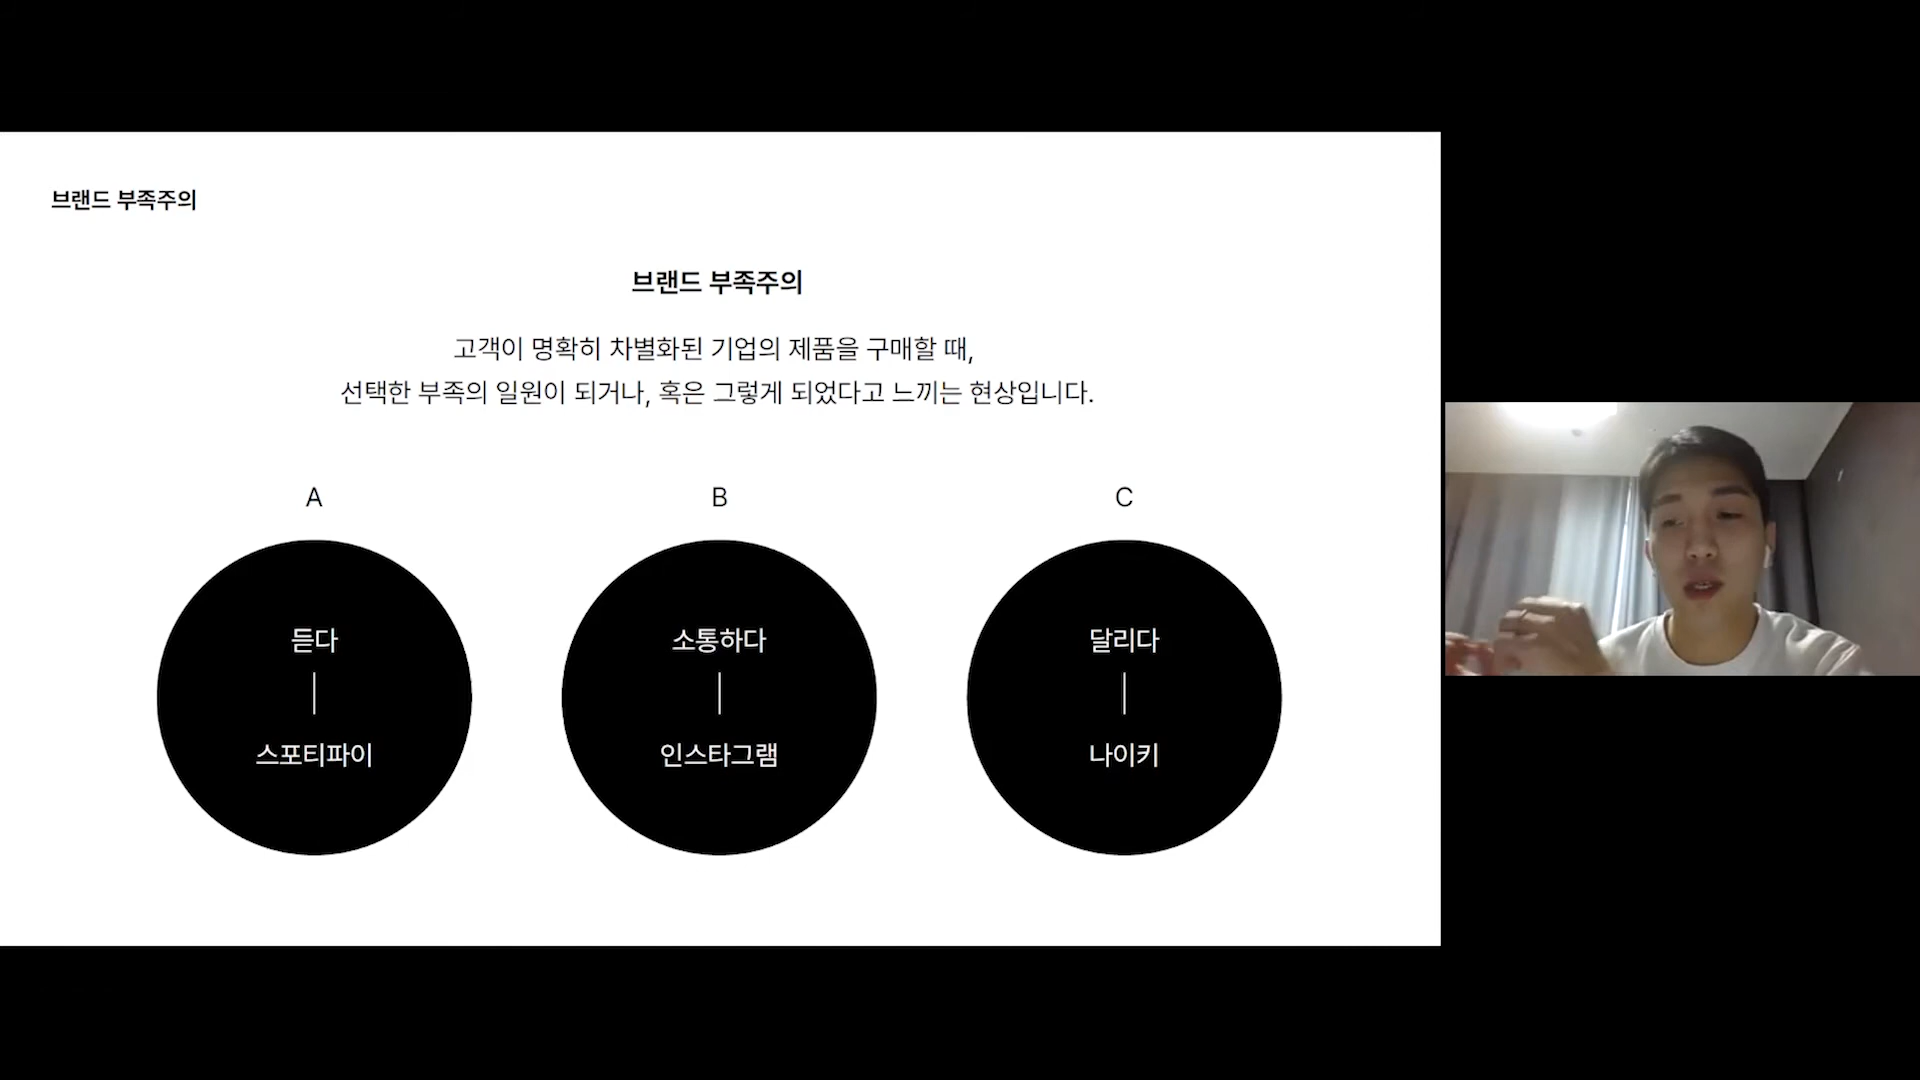 브랜드 부족주의
브랜드 부족주의
고객이 명확히 차별화된 기업의 제품을 구매할 때,
선택한 부족의 일원이 되거나, 혹은 그렇게 되었다고 느끼는 현상입니다.
A
듣다
스포티파이
B
소통하다
인스타그램
C
달리다
나이키